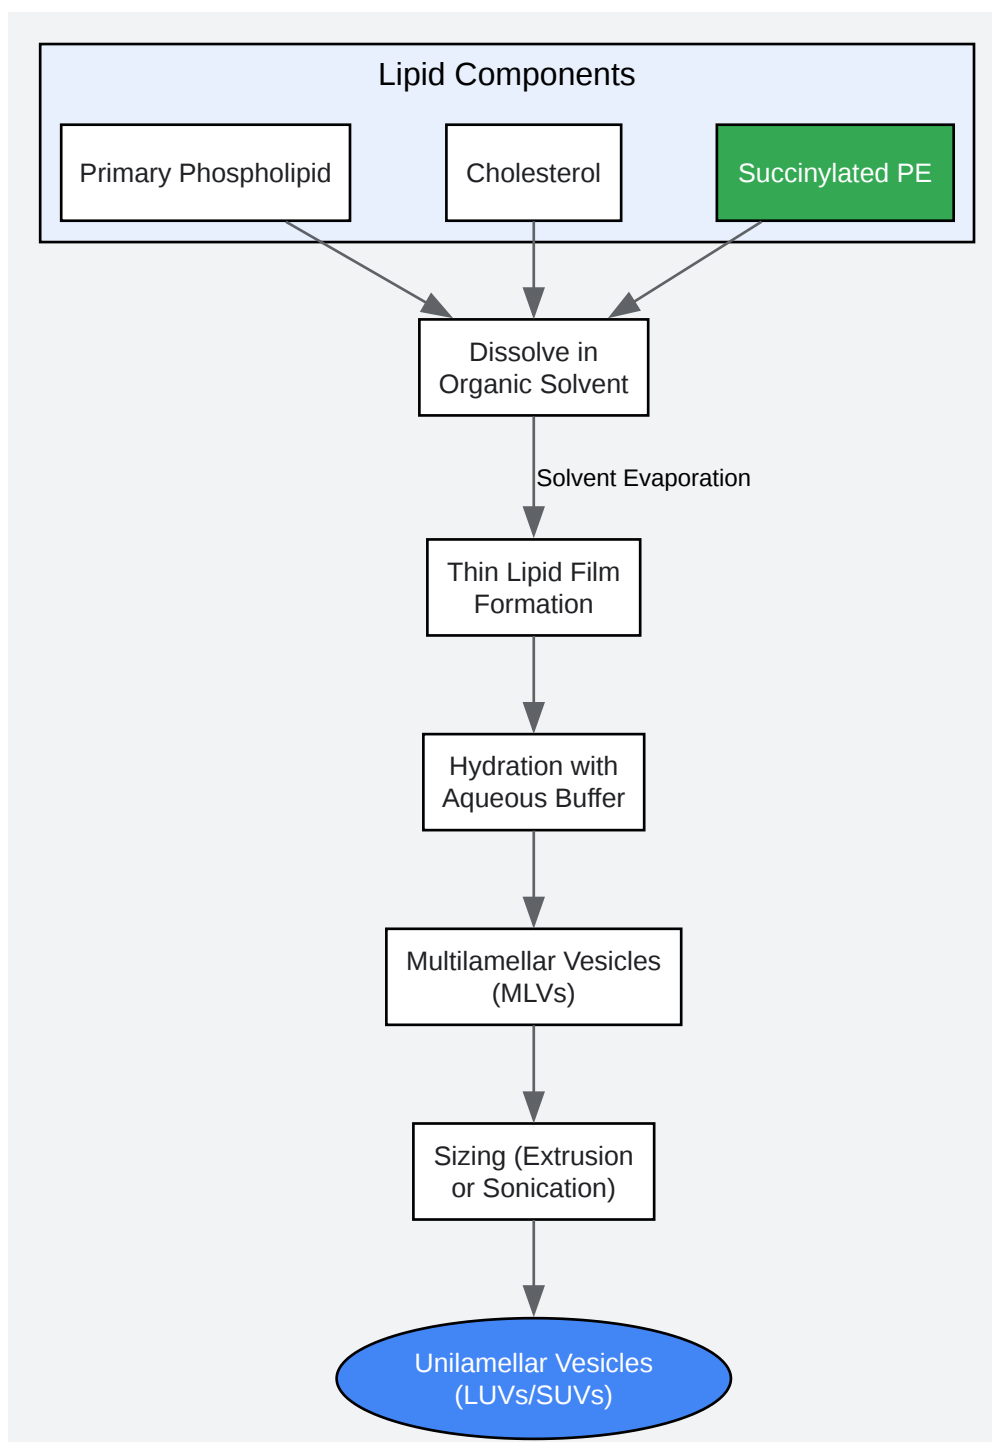 Lipid Components
Primary Phospholipid
Cholesterol
Succinylated PE
Dissolve in
Organic Solvent
Solvent Evaporation
Thin Lipid Film
Formation
Hydration with
Aqueous Buffer
Multilamellar Vesicles
(MLVs)
Sizing (Extrusion
or Sonication)
Unilamellar Vesicles
(LUVs/SUVs)